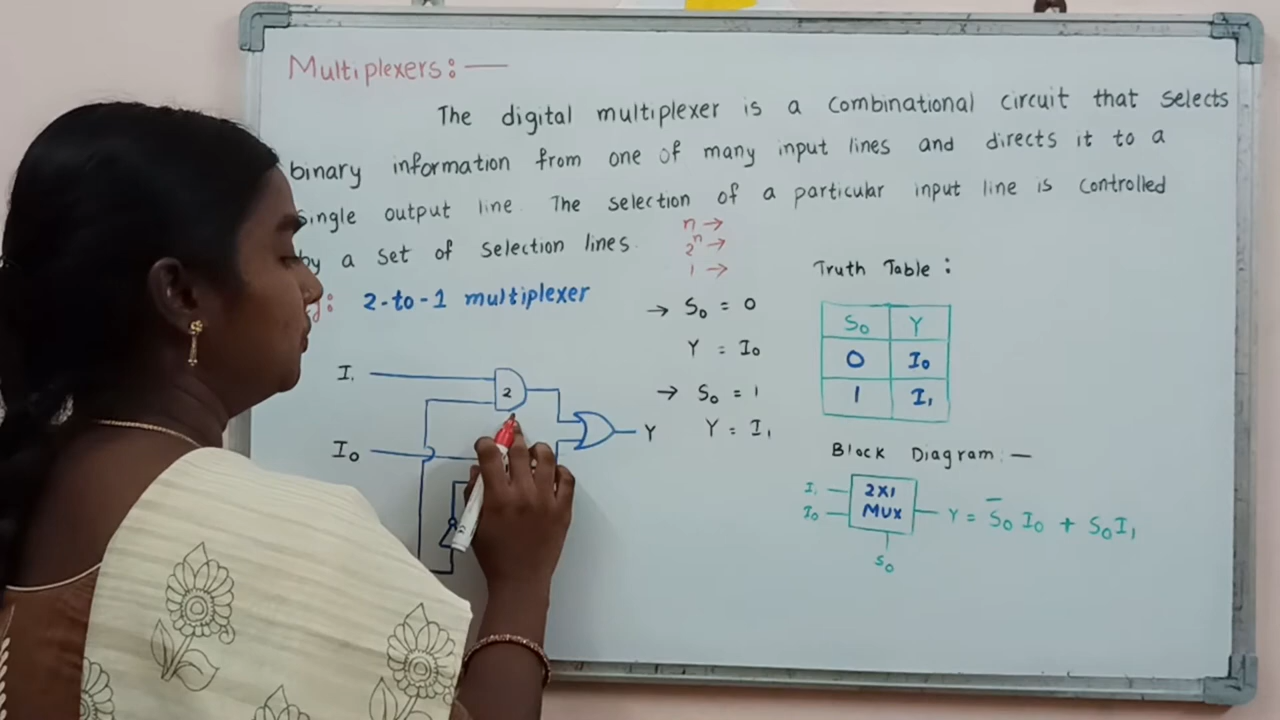 Multiplexers:—
The digital multiplexer is a combinational circuit that selects
binary information from one of many input lines and directs it to a
single output line. The selection of a particular input line is controlled
by a set of selection lines.
n →
2ⁿ →
1 →
2-to-1 multiplexer
→ S₀ = 0
Y = I₀
→ S₀ = 1
Y = I₁
I₁
2
I₀
Y
Truth Table:
S₀ Y
0 I₀
1 I₁
Block Diagram:—
I₁
I₀
2X1
MUX
S₀
Y = S̅₀ I₀ + S₀I₁